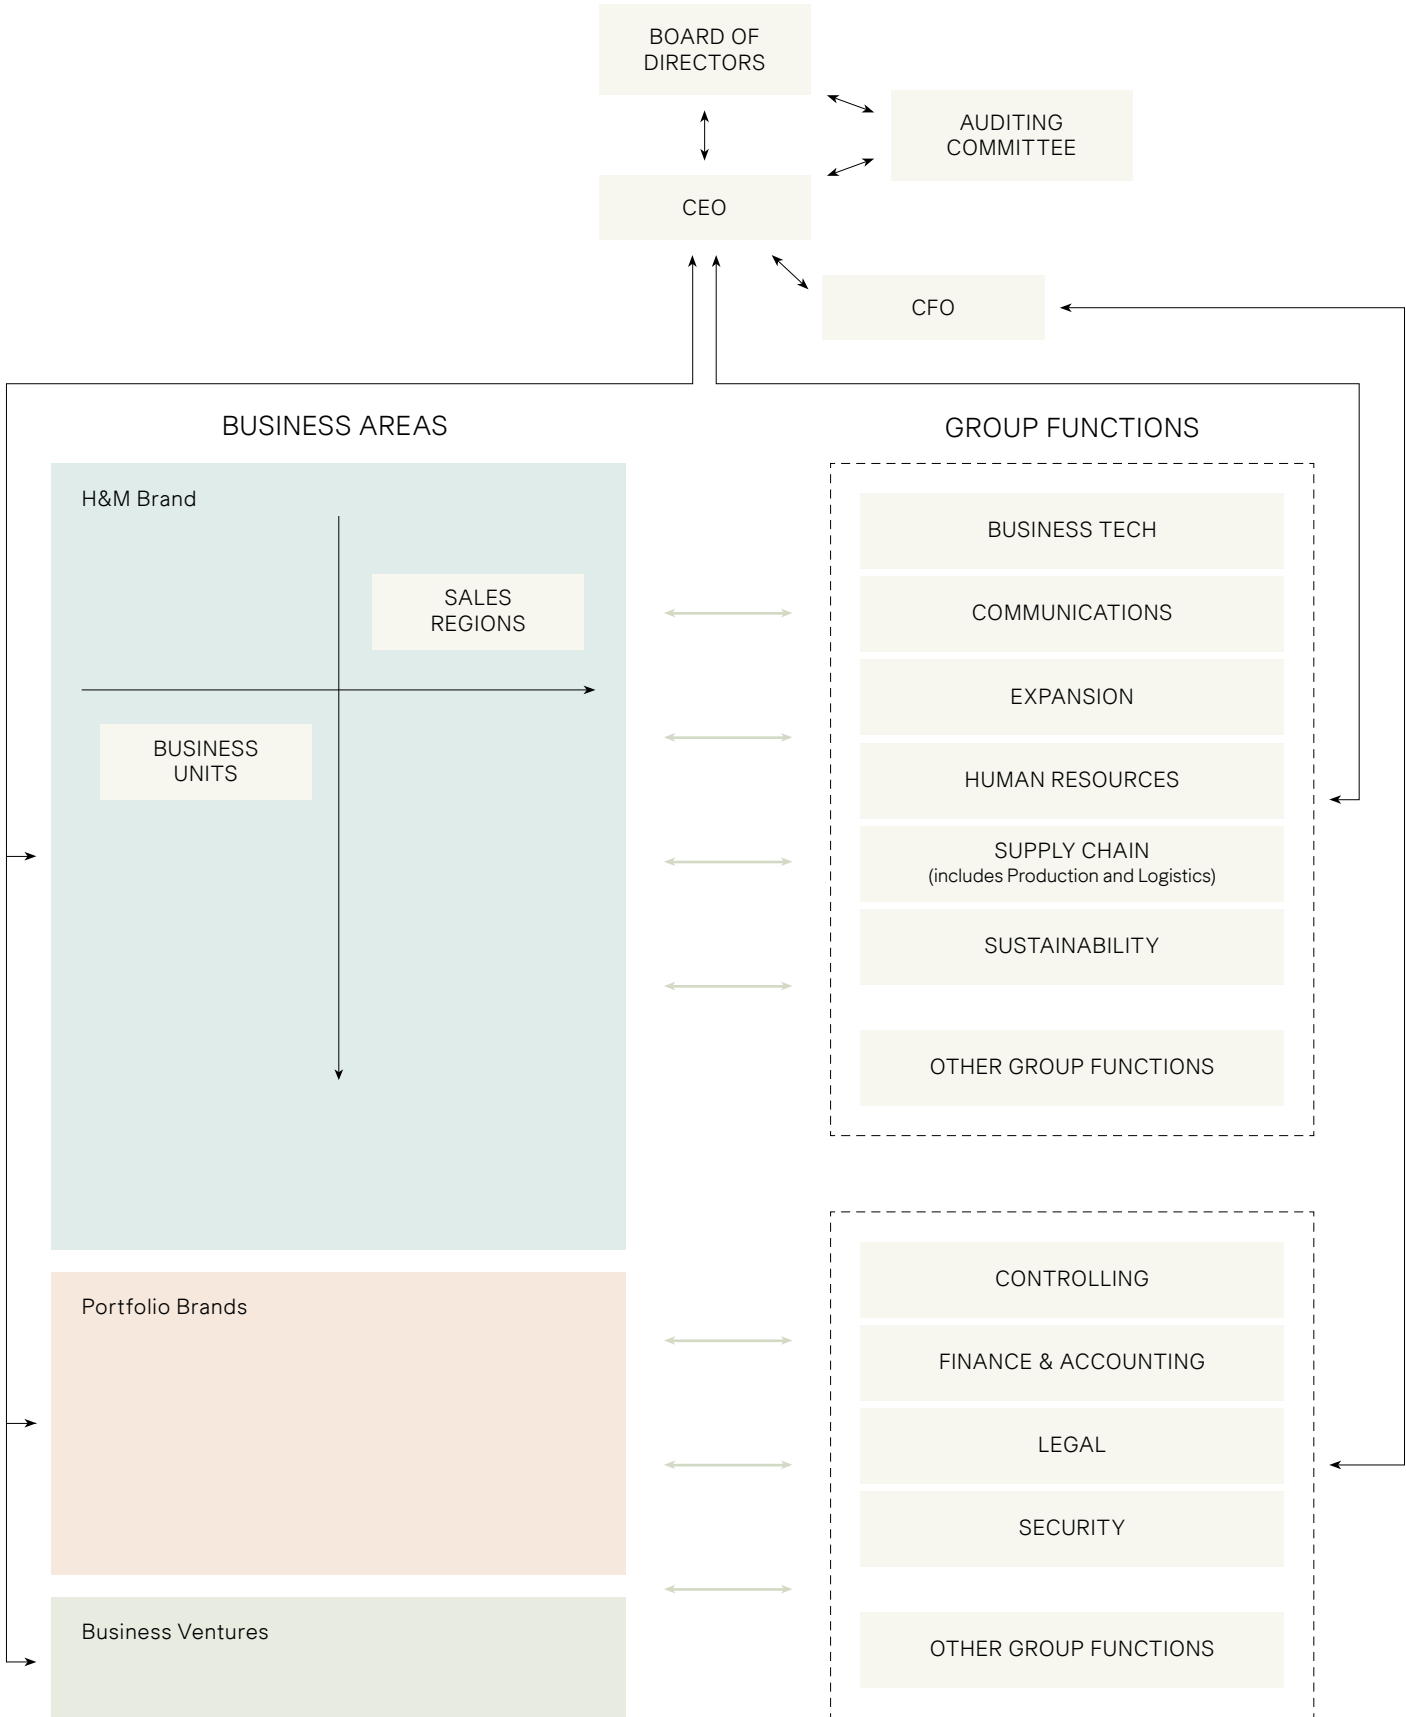 BOARD OF
DIRECTORS
AUDITING
COMMITTEE
CEO
CFO
BUSINESS AREAS
H&M Brand
SALES
REGIONS
BUSINESS
UNITS
Portfolio Brands
Business Ventures
GROUP FUNCTIONS
BUSINESS TECH
COMMUNICATIONS
EXPANSION
HUMAN RESOURCES
SUPPLY CHAIN
(includes Production and Logistics)
SUSTAINABILITY
OTHER GROUP FUNCTIONS
CONTROLLING
FINANCE & ACCOUNTING
LEGAL
SECURITY
OTHER GROUP FUNCTIONS